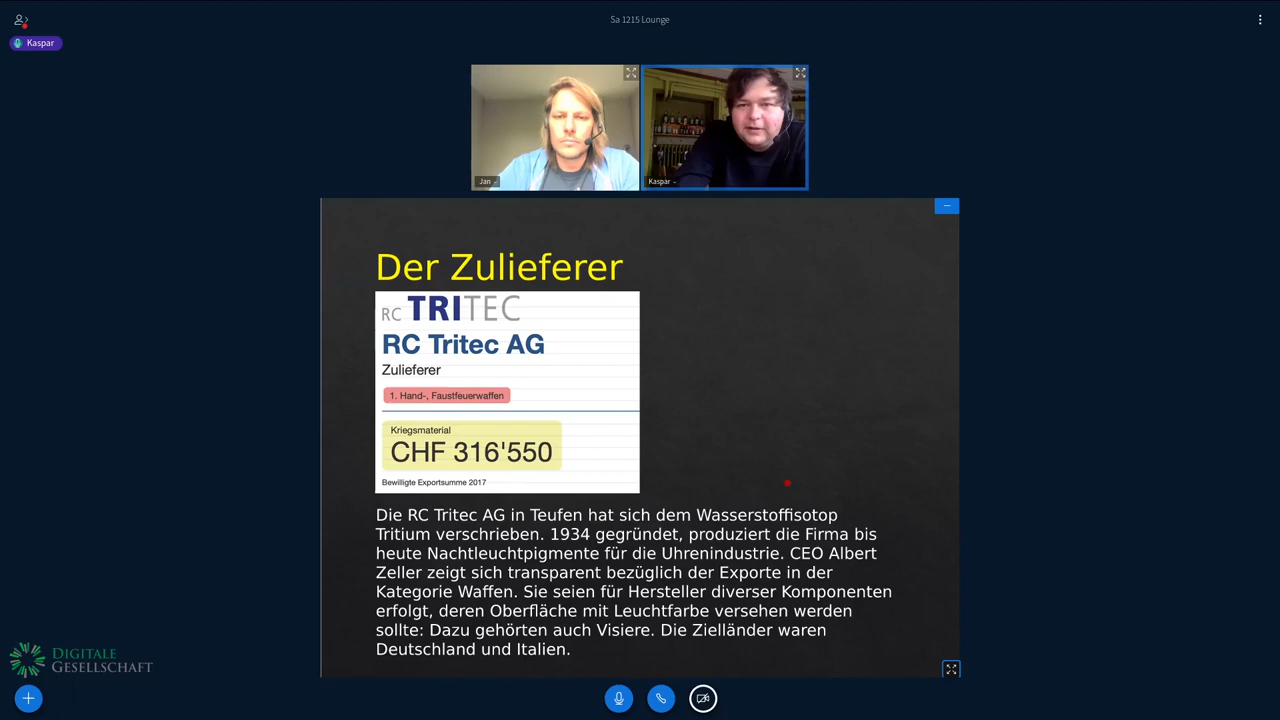 Sa 1215 Lounge
Kaspar
Jan
Kaspar
Der Zulieferer
RC TRITEC
RC Tritec AG
Zulieferer
1. Hand-, Faustfeuerwaffen
Kriegsmaterial
CHF 316'550
Bewilligte Exportsumme 2017
Die RC Tritec AG in Teufen hat sich dem Wasserstoffisotop
Tritium verschrieben. 1934 gegründet, produziert die Firma bis
heute Nachtleuchtpigmente für die Uhrenindustrie. CEO Albert
Zeller zeigt sich transparent bezüglich der Exporte in der
Kategorie Waffen. Sie seien für Hersteller diverser Komponenten
erfolgt, deren Oberfläche mit Leuchtfarbe versehen werden
sollte: Dazu gehörten auch Visiere. Die Zielländer waren
Deutschland und Italien.
DIGITALE
GESELLSCHAFT